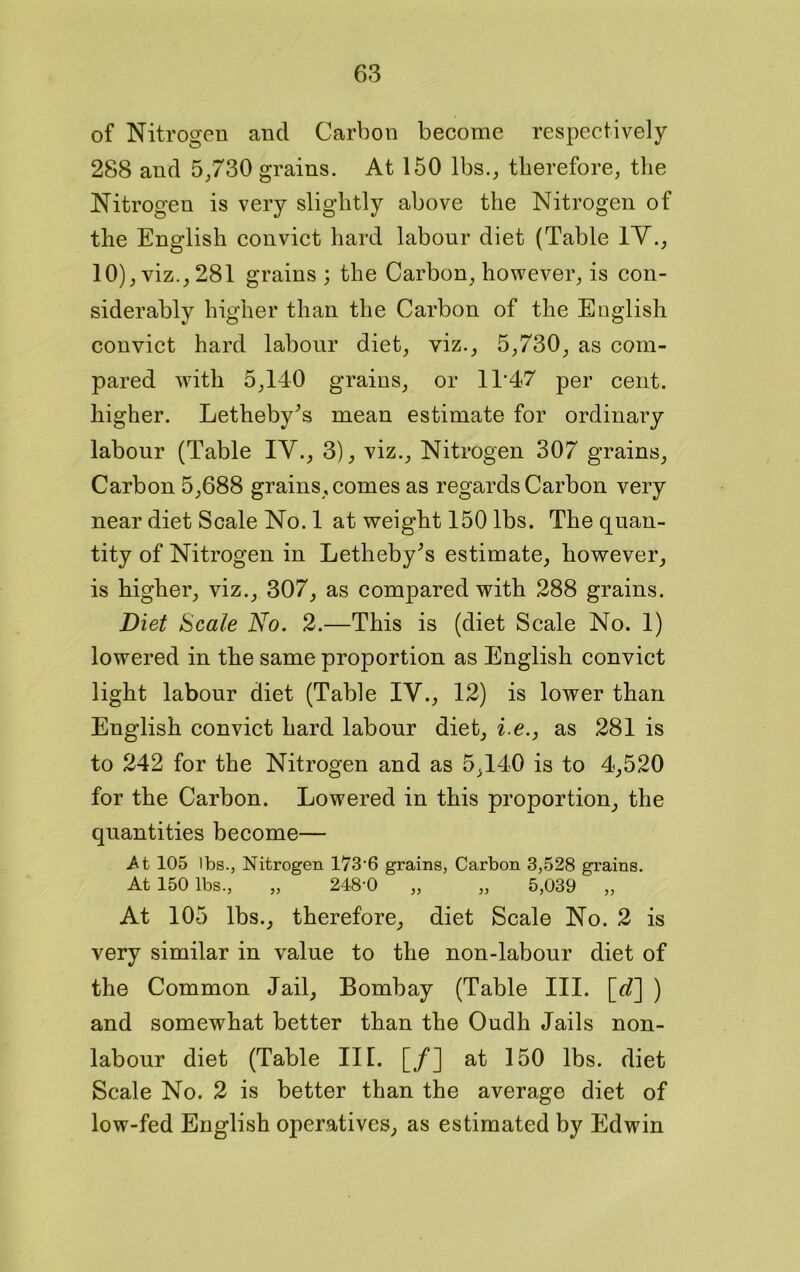 63
of Nitrogen and Carbon become respectively
288 and 5,730 grains. At 150 lbs., therefore, the
Nitrogen is very slightly above the Nitrogen of
the English convict hard labour diet (Table IV.,
10), viz., 281 grains; the Carbon, however, is con-
siderably higher than the Carbon of the English
convict hard labour diet, viz., 5,730, as com-
pared with 5,140 grains, or 11·47 per cent.
higher. Letheby's mean estimate for ordinary
labour (Table IV., 3), viz., Nitrogen 307 grains,
Carbon 5,688 grains, comes as regards Carbon very
near diet Scale No. 1 at weight 150 lbs. The quan-
tity of Nitrogen in Letheby's estimate, however,
is higher, viz., 307, as compared with 288 grains.
Diet Scale No. 2.—This is (diet Scale No. 1)
lowered in the same proportion as English convict
light labour diet (Table IV., 12) is lower than
English convict hard labour diet, i.e., as 281 is
to 242 for the Nitrogen and as 5,140 is to 4,520
for the Carbon. Lowered in this proportion, the
quantities become—
At 105 lbs., Nitrogen 173·6 grains, Carbon 3,528 grains.
At 150 lbs., „ 248·0 „ „ 5,039 „
At 105 lbs., therefore, diet Scale No. 2 is
very similar in value to the non-labour diet of
the Common Jail, Bombay (Table III. [d] )
and somewhat better than the Oudh Jails non-
labour diet (Table III. [f] at 150 lbs. diet
Scale No. 2 is better than the average diet of
low-fed English operatives, as estimated by Edwin